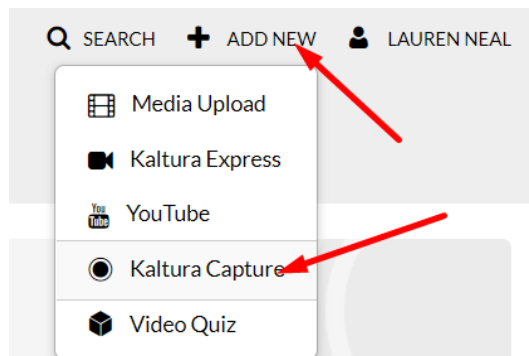 SEARCH ADD NEW LAUREN NEAL
Media Upload
Kaltura Express
You Tube YouTube
Kaltura Capture
Video Quiz